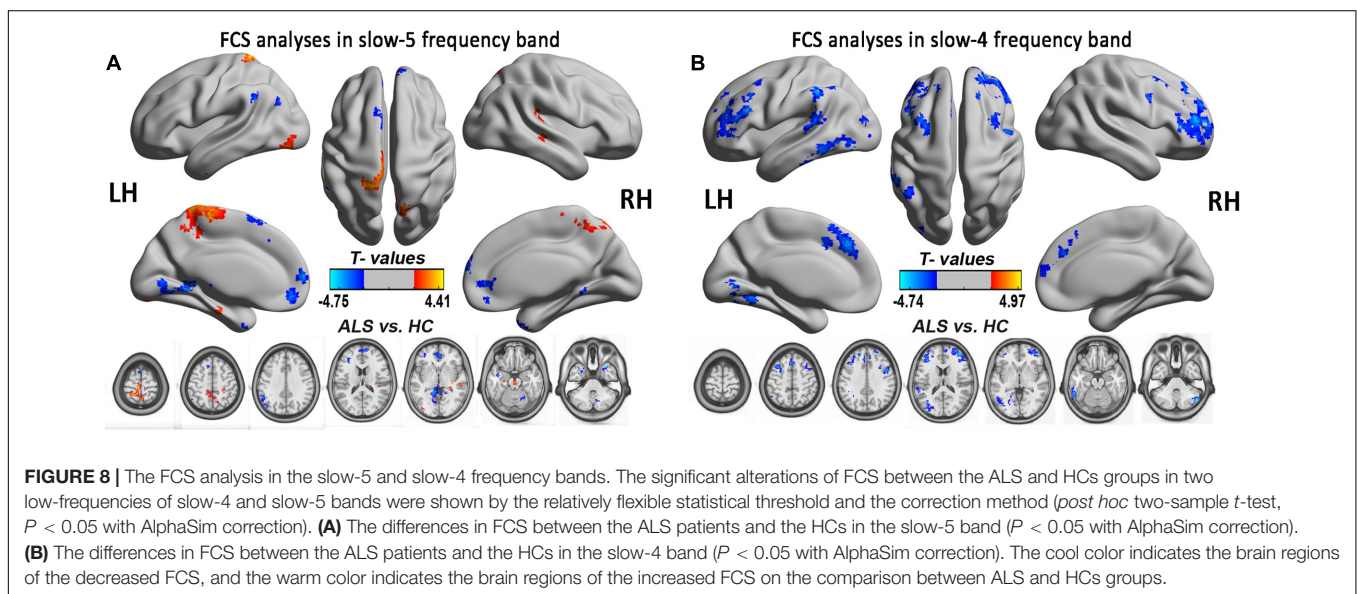 FCS analyses in slow-5 frequency band
A
LH
RH
T- values
-4.75 4.41
ALS vs. HC
FCS analyses in slow-4 frequency band
B
LH
RH
T- values
-4.74 4.97
ALS vs. HC
FIGURE 8 | The FCS analysis in the slow-5 and slow-4 frequency bands. The significant alterations of FCS between the ALS and HCs groups in two
low-frequencies of slow-4 and slow-5 bands were shown by the relatively flexible statistical threshold and the correction method (post hoc two-sample t-test,
P < 0.05 with AlphaSim correction). (A) The differences in FCS between the ALS patients and the HCs in the slow-5 band (P < 0.05 with AlphaSim correction).
(B) The differences in FCS between the ALS patients and the HCs in the slow-4 band (P < 0.05 with AlphaSim correction). The cool color indicates the brain regions
of the decreased FCS, and the warm color indicates the brain regions of the increased FCS on the comparison between ALS and HCs groups.